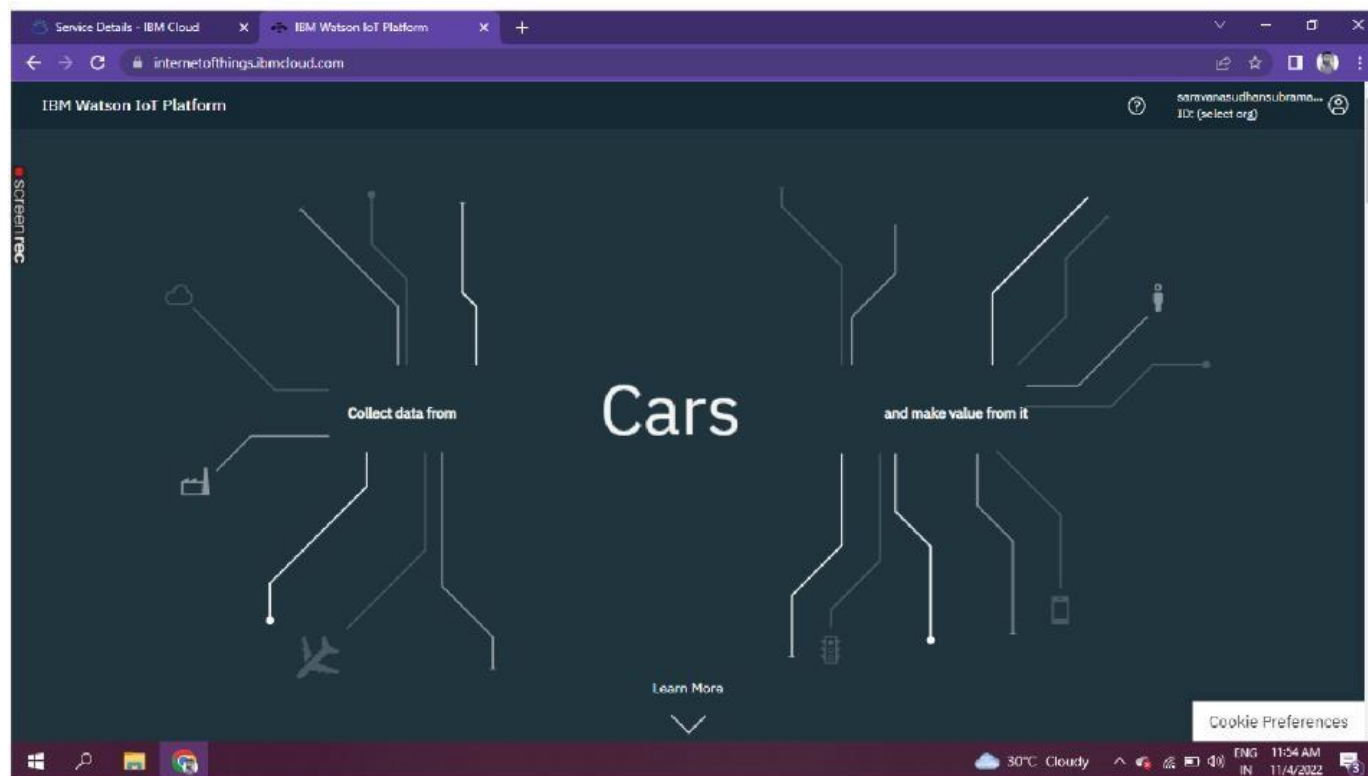 Service Details - IBM Cloud
IBM Watson IoT Platform
internetofthings.ibmcloud.com
IBM Watson IoT Platform
saravanasudhansubrama...
ID: (select org)
screenrec
Collect data from
Cars
and make value from it
Learn More
Cookie Preferences
30°C Cloudy
ENG
IN
11:54 AM
11/4/2022
3